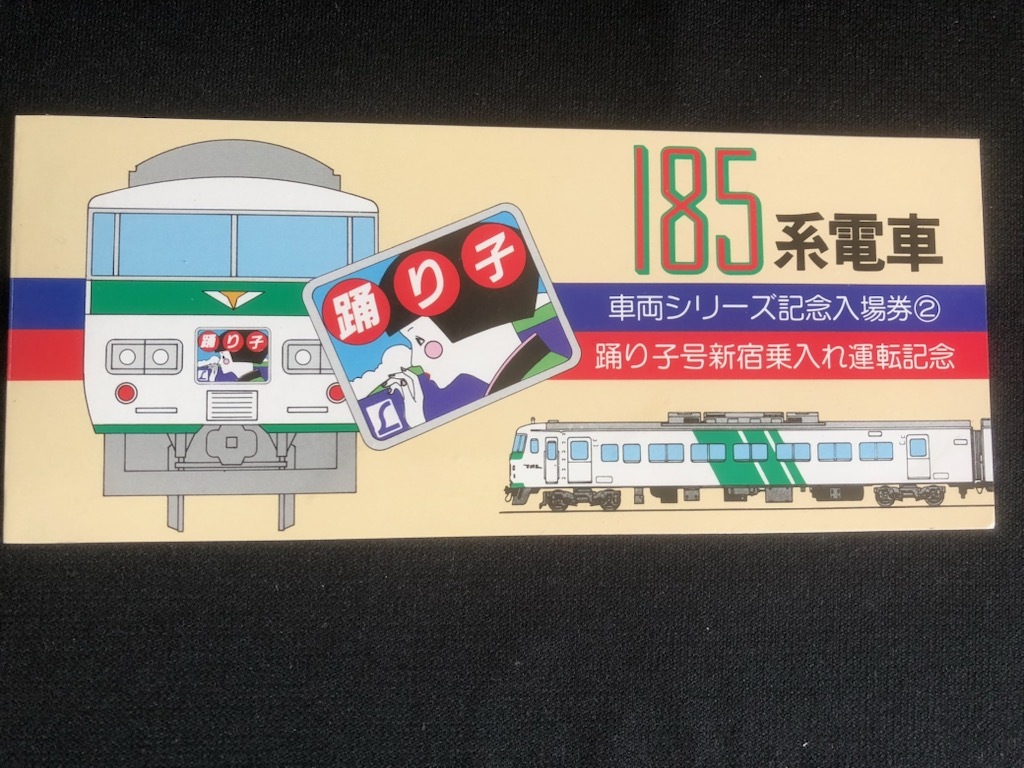 185系電車
車両シリーズ記念入場券②
踊り子号新宿乗入れ運転記念
踊り子
踊り子
L